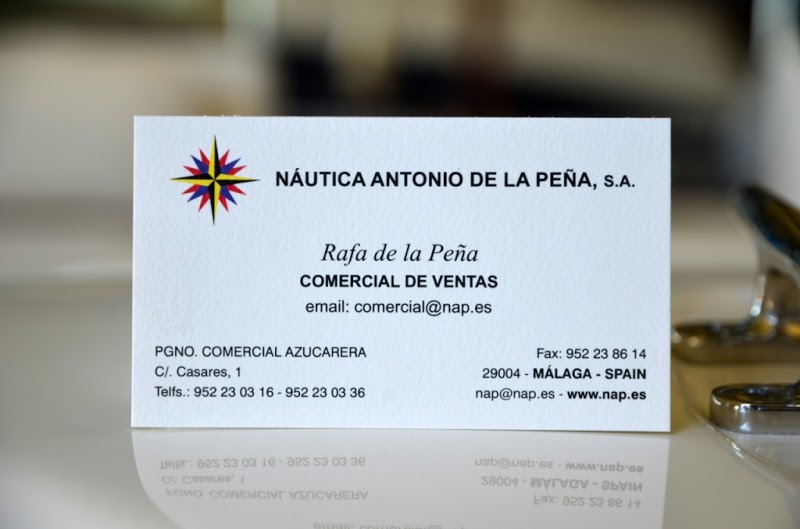 NÁUTICA ANTONIO DE LA PEÑA, S.A.
Rafa de la Peña
COMERCIAL DE VENTAS
email: comercial@nap.es
PGNO. COMERCIAL AZUCARERA
C/. Casares, 1
Telfs.: 952 23 03 16 - 952 23 03 36
Fax: 952 23 86 14
29004 - MÁLAGA - SPAIN
nap@nap.es - www.nap.es